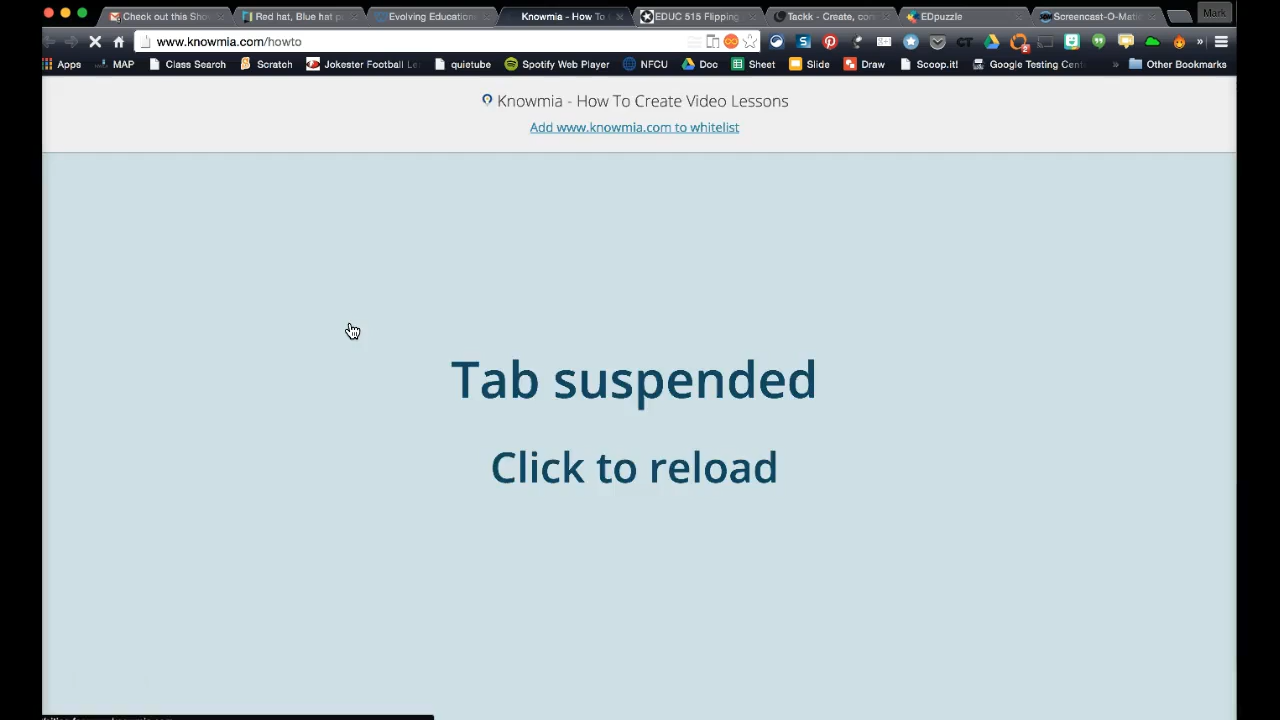 Check out this Sho
Red hat, Blue hat p
Evolving Education
Knowmia - How To
EDUC 515 Flipping
Tackk - Create, con
EDpuzzle
Screencast-O-Mati
Mark
www.knowmia.com/howto
Apps
MAP
Class Search
Scratch
Jokester Football Le
quietube
Spotify Web Player
NFCU
Doc
Sheet
Slide
Draw
Scoop.it!
Google Testing Cent
»
Other Bookmarks
Knowmia - How To Create Video Lessons
Add www.knowmia.com to whitelist
Tab suspended
Click to reload